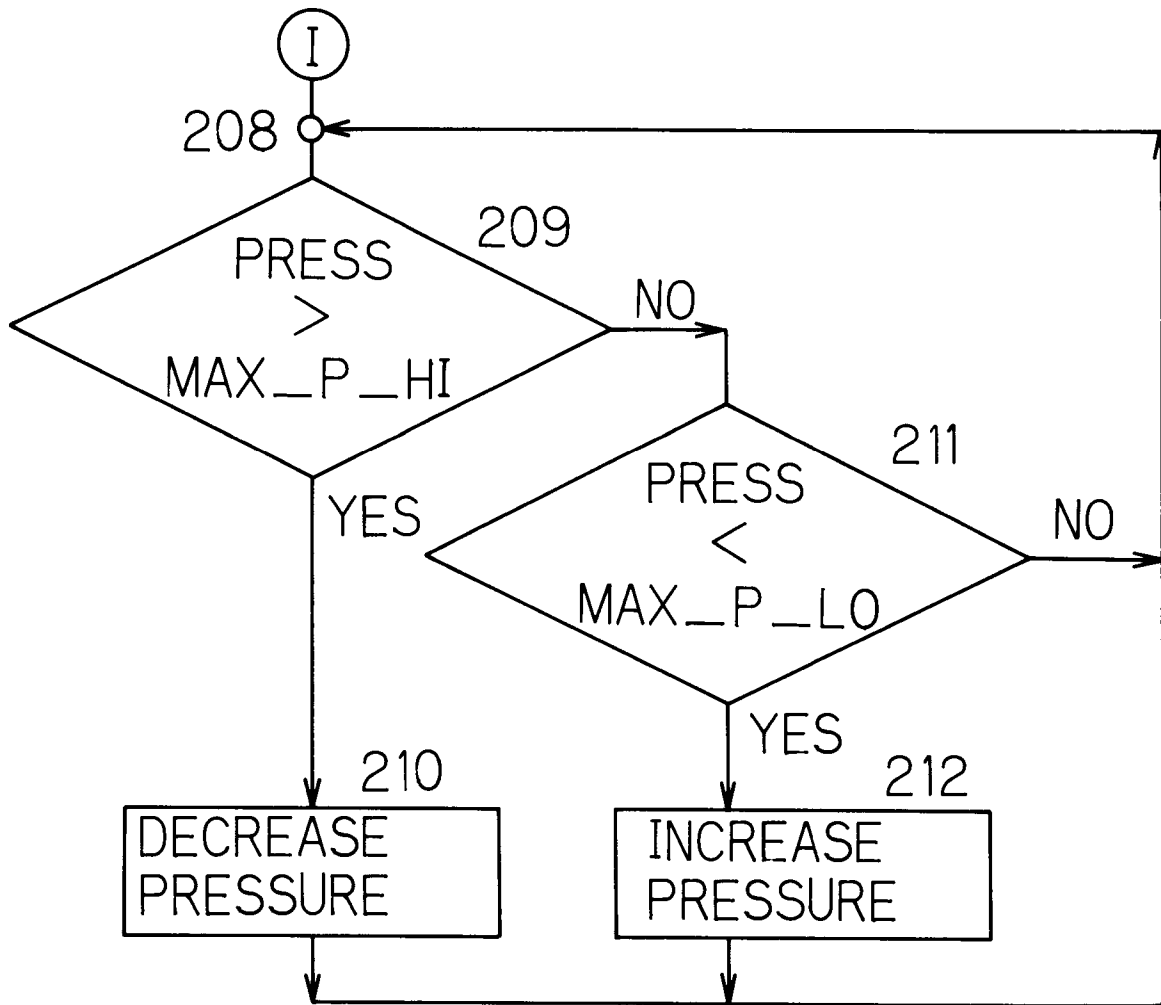 I
208
209
PRESS
>
MAX_P_HI
NO
YES
211
PRESS
<
MAX_P_LO
NO
YES
210
DECREASE
PRESSURE
212
INCREASE
PRESSURE